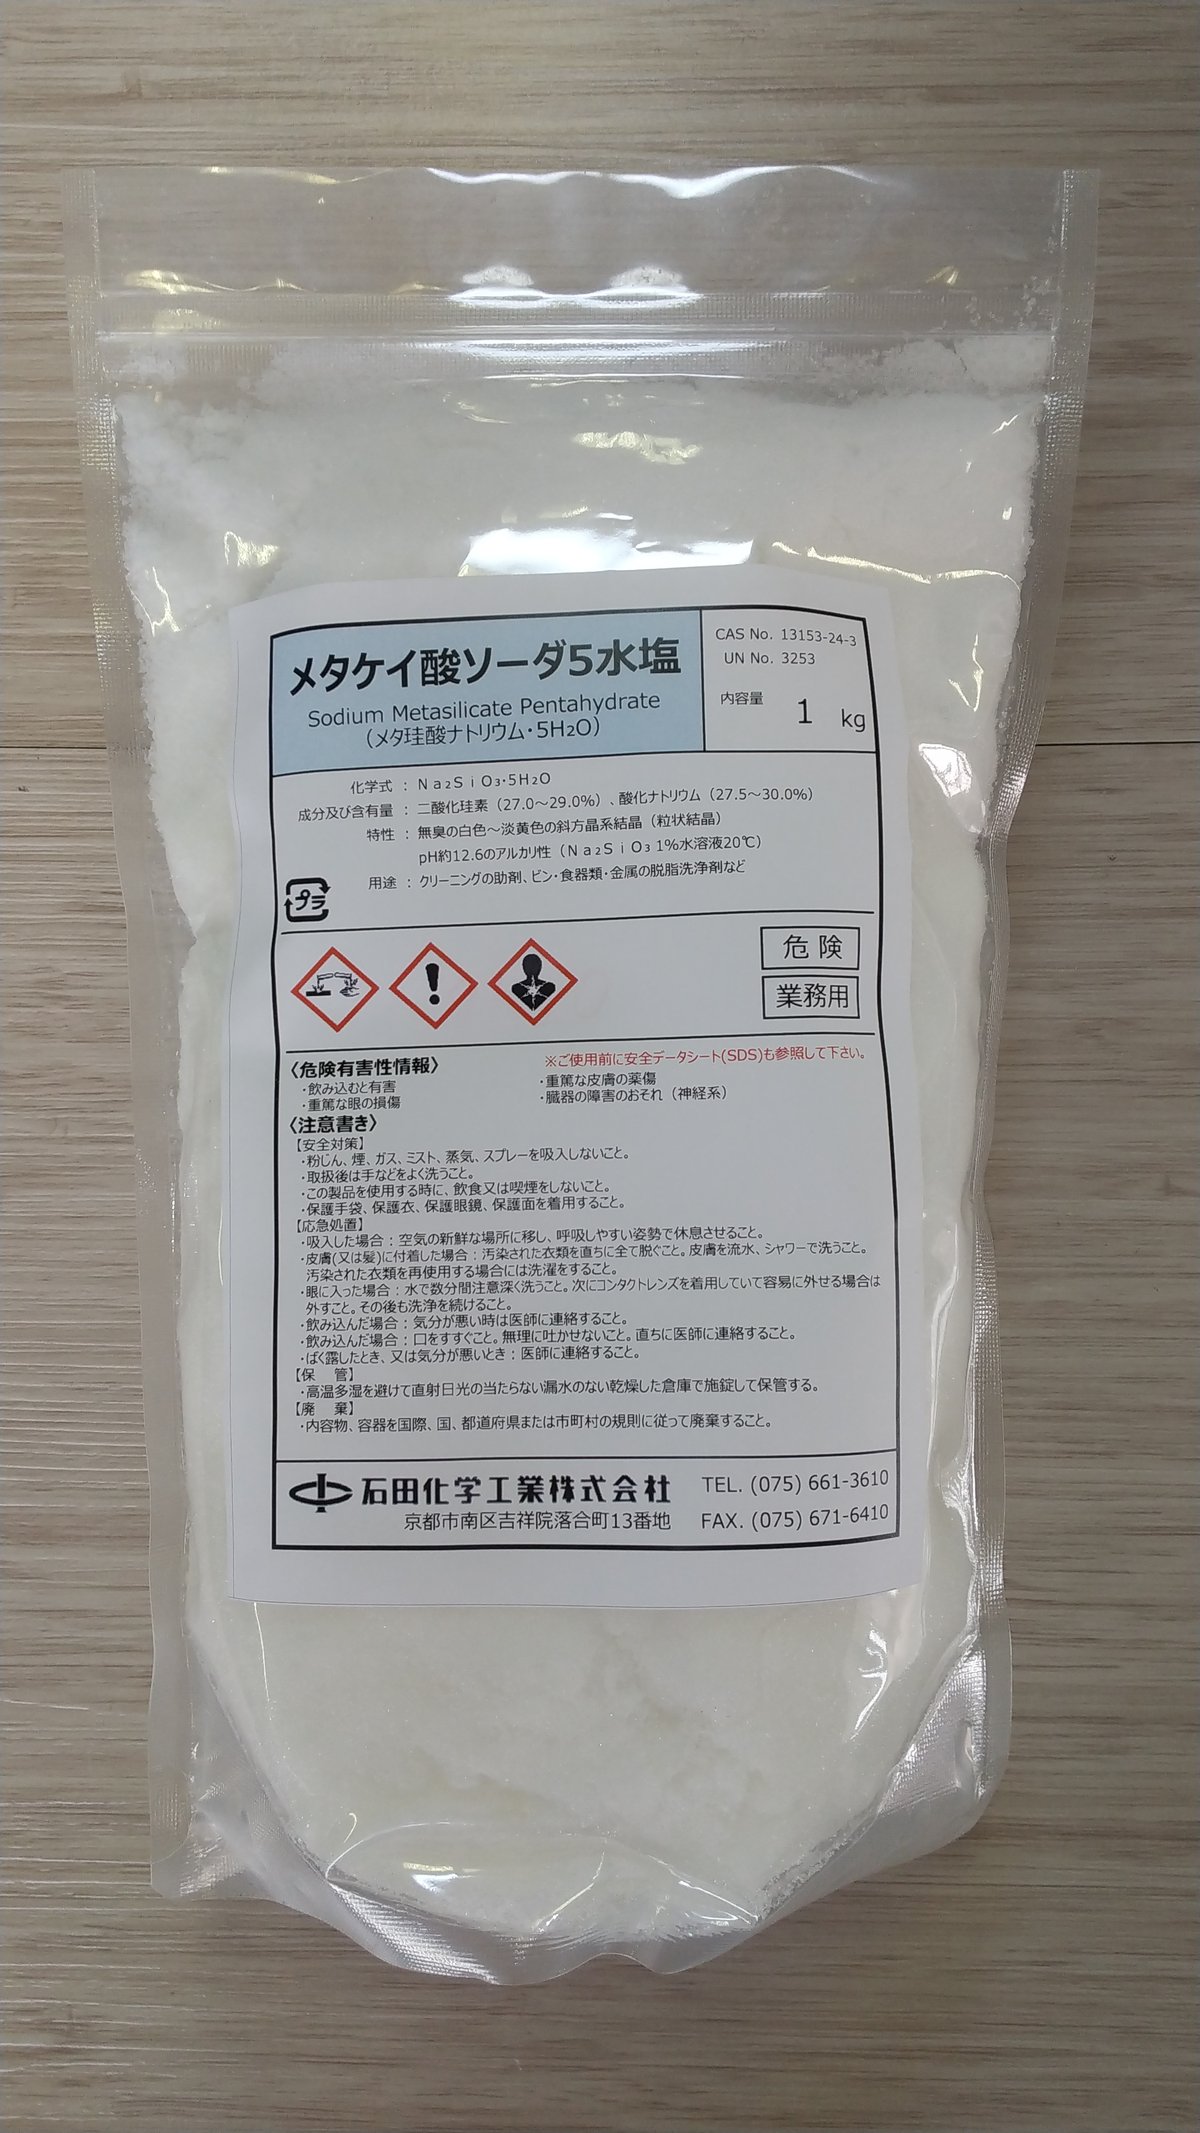 メタケイ酸ソーダ5水塩
Sodium Metasilicate Pentahydrate
（メタ珪酸ナトリウム・5H₂O）
CAS No. 13153-24-3
UN No. 3253
内容量 1 kg
化学式 ： Ｎａ₂ＳｉＯ₃・5Ｈ₂Ｏ
成分及び含有量 ： 二酸化珪素（27.0～29.0%）、酸化ナトリウム（27.5～30.0%）
特性 ： 無臭の白色～淡黄色の斜方晶系結晶（粒状結晶）
pH約12.6のアルカリ性（Ｎａ₂ＳｉＯ₃ 1%水溶液20℃）
用途 ： クリーニングの助剤、ビン・食器類・金属の脱脂洗浄剤など
プラ
危 険
業務用
〈危険有害性情報〉
※ご使用前に安全データシート(SDS)も参照して下さい。
・飲み込むと有害
・重篤な皮膚の薬傷
・重篤な眼の損傷
・臓器の障害のおそれ（神経系）
〈注意書き〉
【安全対策】
・粉じん、煙、ガス、ミスト、蒸気、スプレーを吸入しないこと。
・取扱後は手などをよく洗うこと。
・この製品を使用する時に、飲食又は喫煙をしないこと。
・保護手袋、保護衣、保護眼鏡、保護面を着用すること。
【応急処置】
・吸入した場合：空気の新鮮な場所に移し、呼吸しやすい姿勢で休息させること。
・皮膚(又は髪)に付着した場合：汚染された衣類を直ちに全て脱ぐこと。皮膚を流水、シャワーで洗うこと。
汚染された衣類を再使用する場合には洗濯をすること。
・眼に入った場合：水で数分間注意深く洗うこと。次にコンタクトレンズを着用していて容易に外せる場合は
外すこと。その後も洗浄を続けること。
・飲み込んだ場合：気分が悪い時は医師に連絡すること。
・飲み込んだ場合：口をすすぐこと。無理に吐かせないこと。直ちに医師に連絡すること。
・ばく露したとき、又は気分が悪いとき：医師に連絡すること。
【保　管】
・高温多湿を避けて直射日光の当たらない漏水のない乾燥した倉庫で施錠して保管する。
【廃　棄】
・内容物、容器を国際、国、都道府県または市町村の規則に従って廃棄すること。
石田化学工業株式会社
京都市南区吉祥院落合町13番地
TEL. (075) 661-3610
FAX. (075) 671-6410